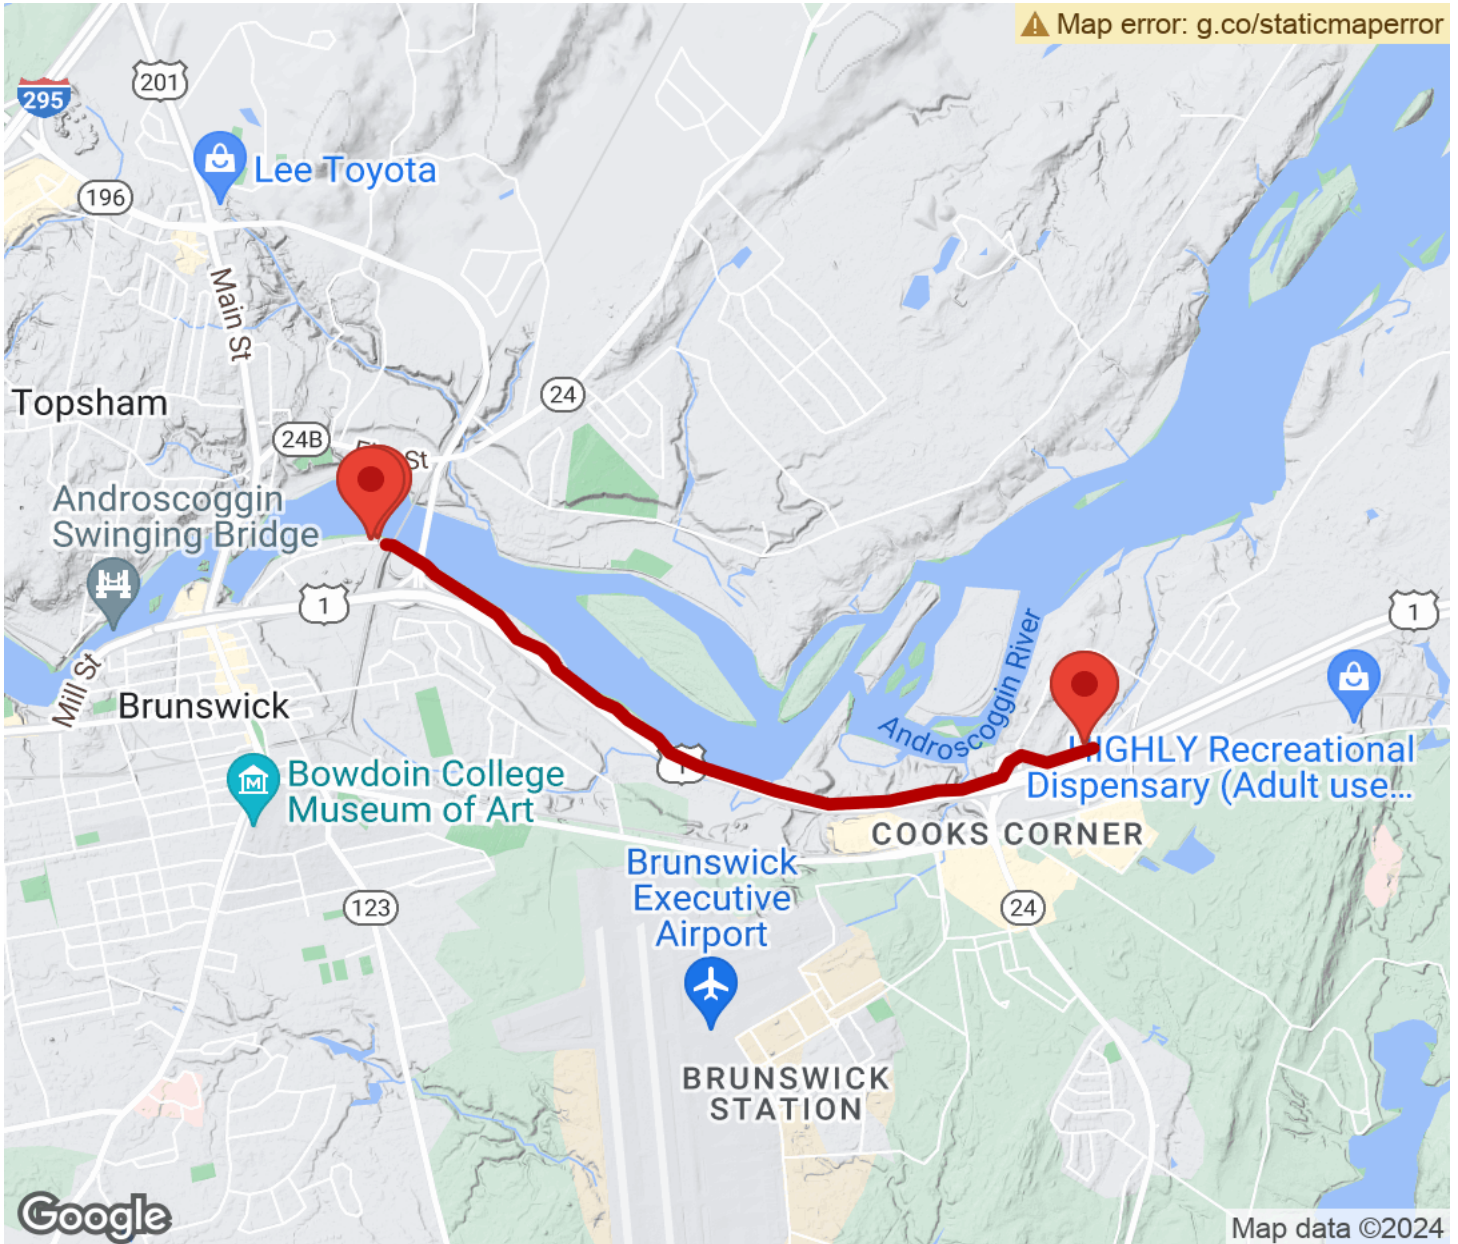 Map error: g.co/staticmaperror
201
295
Lee Toyota
196
Main St
24
Topsham
24B
St
Androscoggin
Swinging Bridge
1
1
Androscoggin River
Mill St
Brunswick
1
HIGHLY Recreational
Dispensary (Adult use...
Bowdoin College
Museum of Art
COOKS CORNER
Brunswick
Executive
Airport
123
24
BRUNSWICK
STATION
Google
Map data ©2024